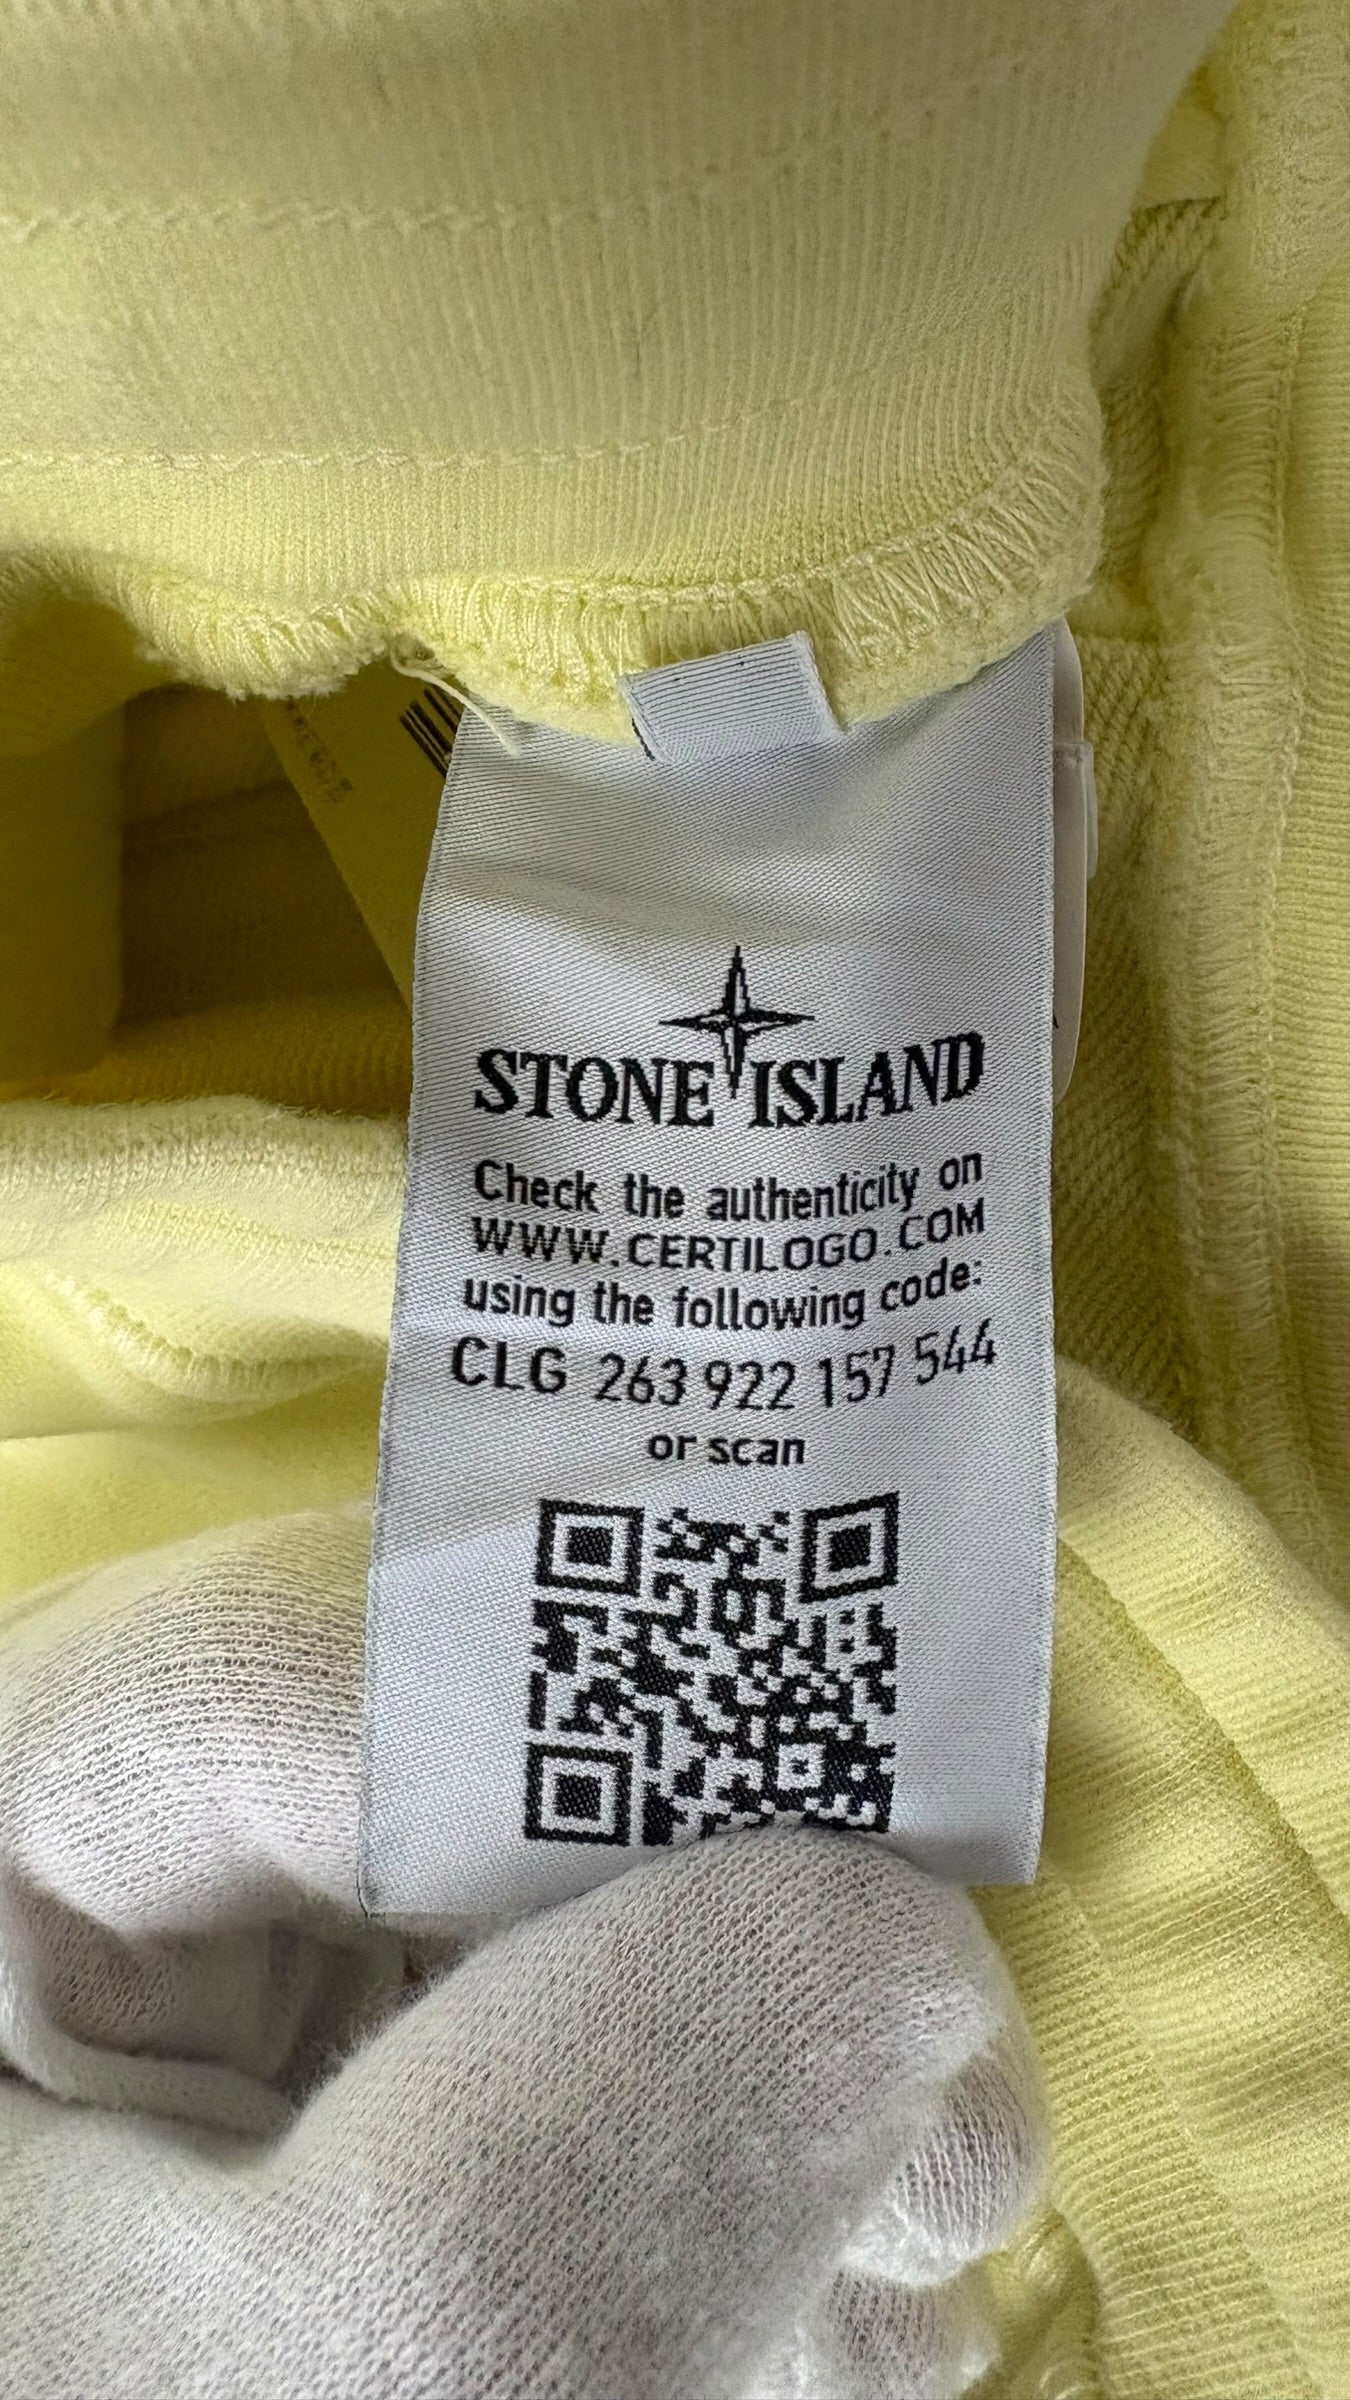 STONE ISLAND
Check the authenticity on
WWW.CERTILOGO.COM
using the following code:
CLG 263 922 157 544
or scan